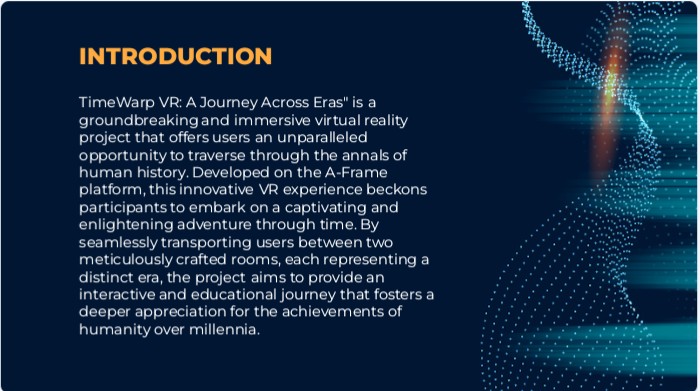 INTRODUCTION
TimeWarp VR: A Journey Across Eras" is a
groundbreaking and immersive virtual reality
project that offers users an unparalleled
opportunity to traverse through the annals of
human history. Developed on the A-Frame
platform, this innovative VR experience beckons
participants to embark on a captivating and
enlightening adventure through time. By
seamlessly transporting users between two
meticulously crafted rooms, each representing a
distinct era, the project aims to provide an
interactive and educational journey that fosters a
deeper appreciation for the achievements of
humanity over millennia.